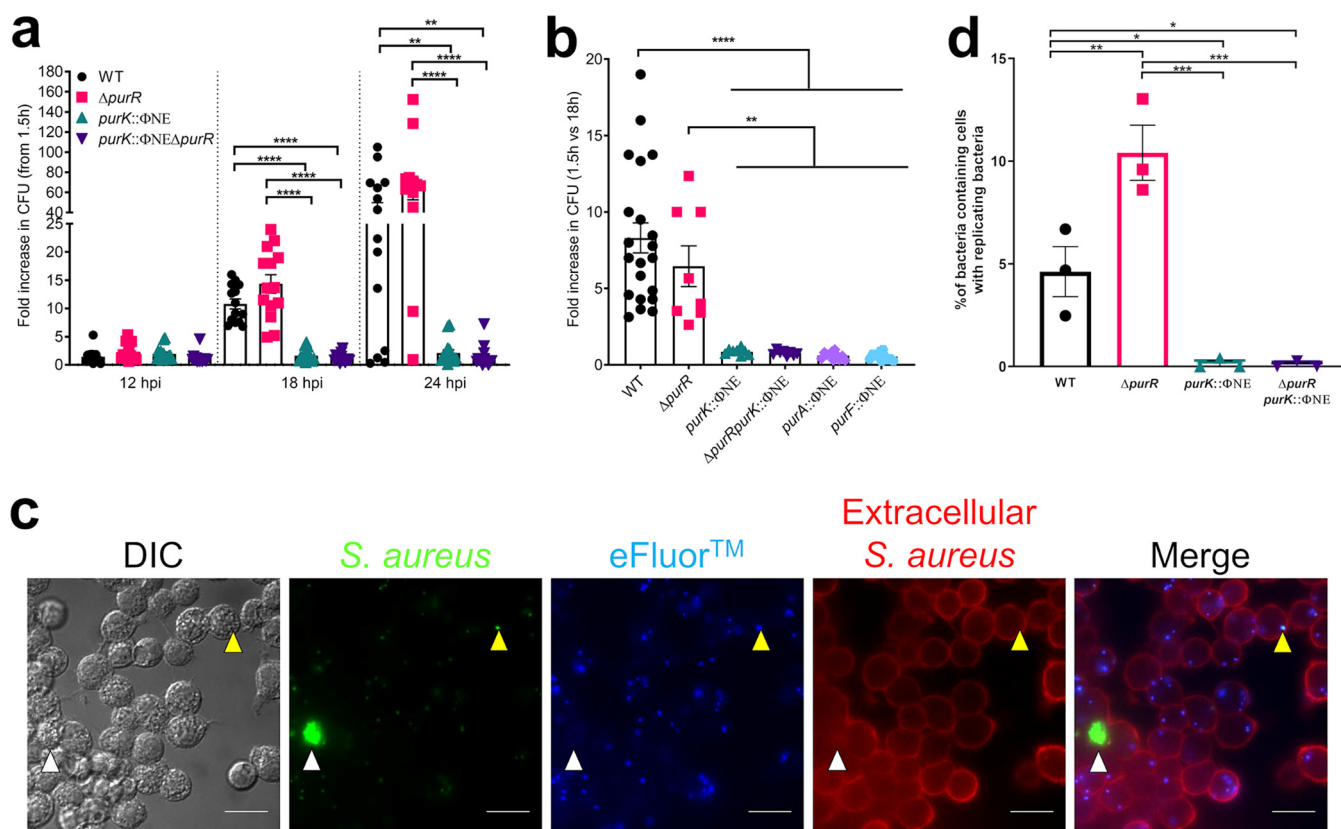 a
Fold increase in CFU (from 1.5h)
180
160
140
120
100
80
60
40
25
20
15
10
5
0
WT
ΔpurR
purK::ΦNE
purK::ΦNEΔpurR
****
****
****
****
**
**
****
****
12 hpi
18 hpi
24 hpi
b
Fold increase in CFU (1.5h vs 18h)
20
15
10
5
0
****
**
WT
ΔpurR
purK::ΦNE
ΔpurRpurK::ΦNE
purA::ΦNE
purF::ΦNE
d
% of bacteria containing cells
with replicating bacteria
15
10
5
0
*
*
**
***
***
WT
ΔpurR
purK::ΦNE
ΔpurR
purK::ΦNE
c
DIC
S. aureus
eFluor™
Extracellular
S. aureus
Merge